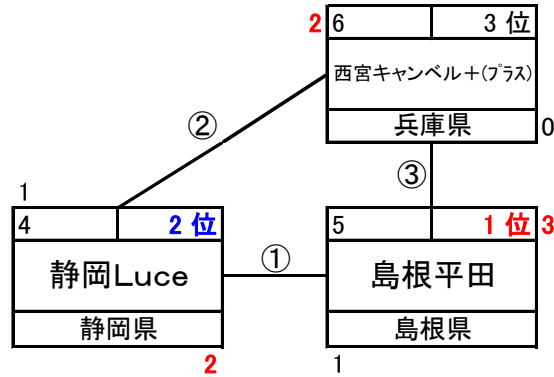 2 6 3 位
西宮キャンベル+(プラス)
兵庫県 0
②
③
1
4 2 位
静岡Luce
静岡県
2
①
5 1 位 3
島根平田
島根県
1